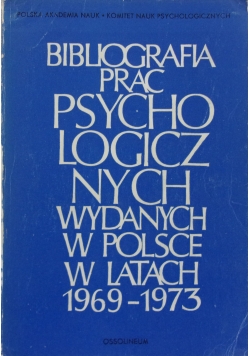 POLSKA AKADEMIA NAUK • KOMITET NAUK PSYCHOLOGICZNYCH
BIBLIOGRAFIA
PRAC
PSYCHO
LOGICZ
NYCH
WYDANYCH
W POLSCE
W LATACH
1969-1973
OSSOLINEUM